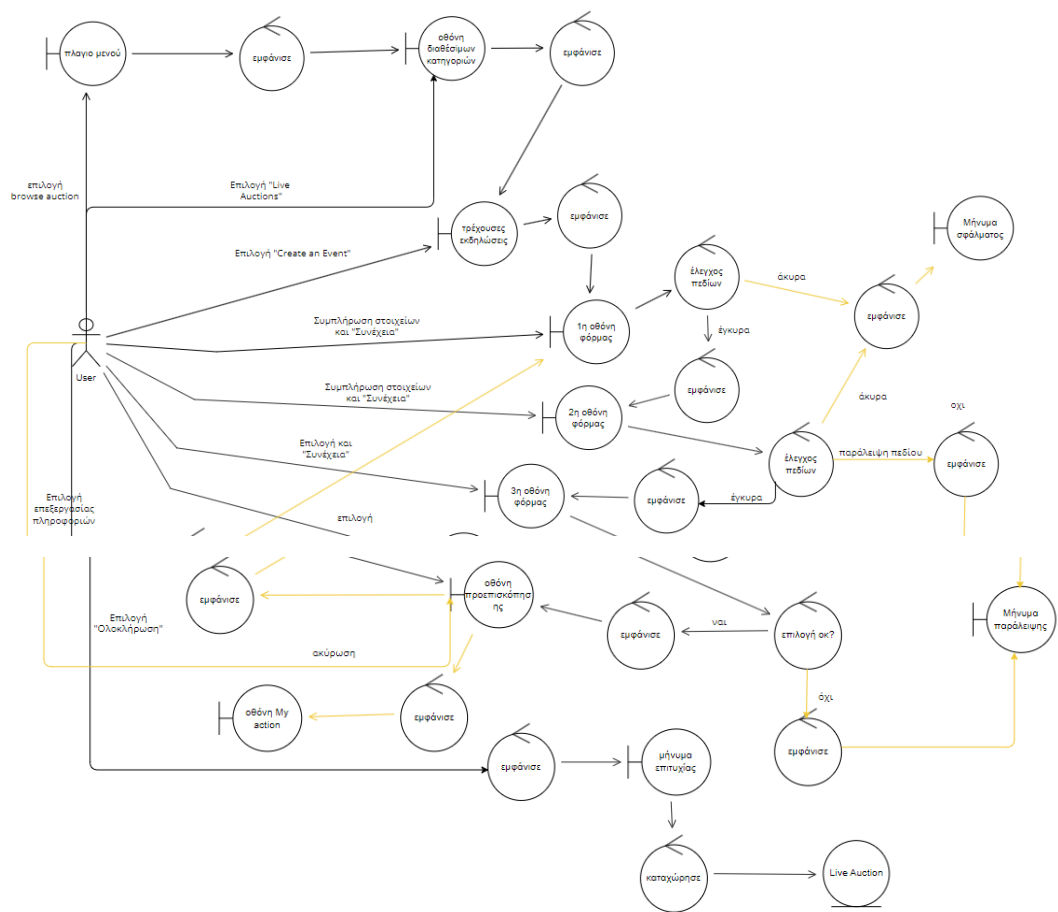 πλαγιο μενού
εμφάνισε
οθόνη
διαθέσίμων
κατηγοριών
εμφάνισε
επιλογή
browse auction
Επιλογή "Live
Auctions"
τρέχουσες
εκδηλώσεις
εμφάνισε
Μήνυμα
σφάλματος
Επιλογή "Create an Event"
έλεγχος
πεδίων
άκυρα
εμφάνισε
Συμπλήρωση στοιχείων
και "Συνέχεια"
1η οθόνη
φόρμας
έγκυρα
User
εμφάνισε
Συμπλήρωση στοιχείων
και "Συνέχεια"
2η οθόνη
φόρμας
άκυρα
οχι
Επιλογή και
"Συνέχεια"
έλεγχος
πεδίων
παράλειψη πεδίου
εμφάνισε
3η οθόνη
φόρμας
εμφάνισε
έγκυρα
Επιλογή
επεξεργασίας
πληροφοριών
επιλογή
εμφάνισε
οθόνη
προεπισκόπησ
ης
Μήνυμα
παράλειψης
Επιλογή
"Ολοκλήρωση"
εμφάνισε
ναι
επιλογή οκ?
ακύρωση
όχι
οθόνη My
action
εμφάνισε
εμφάνισε
εμφάνισε
μήνυμα
επιτυχίας
καταχώρησε
Live Auction